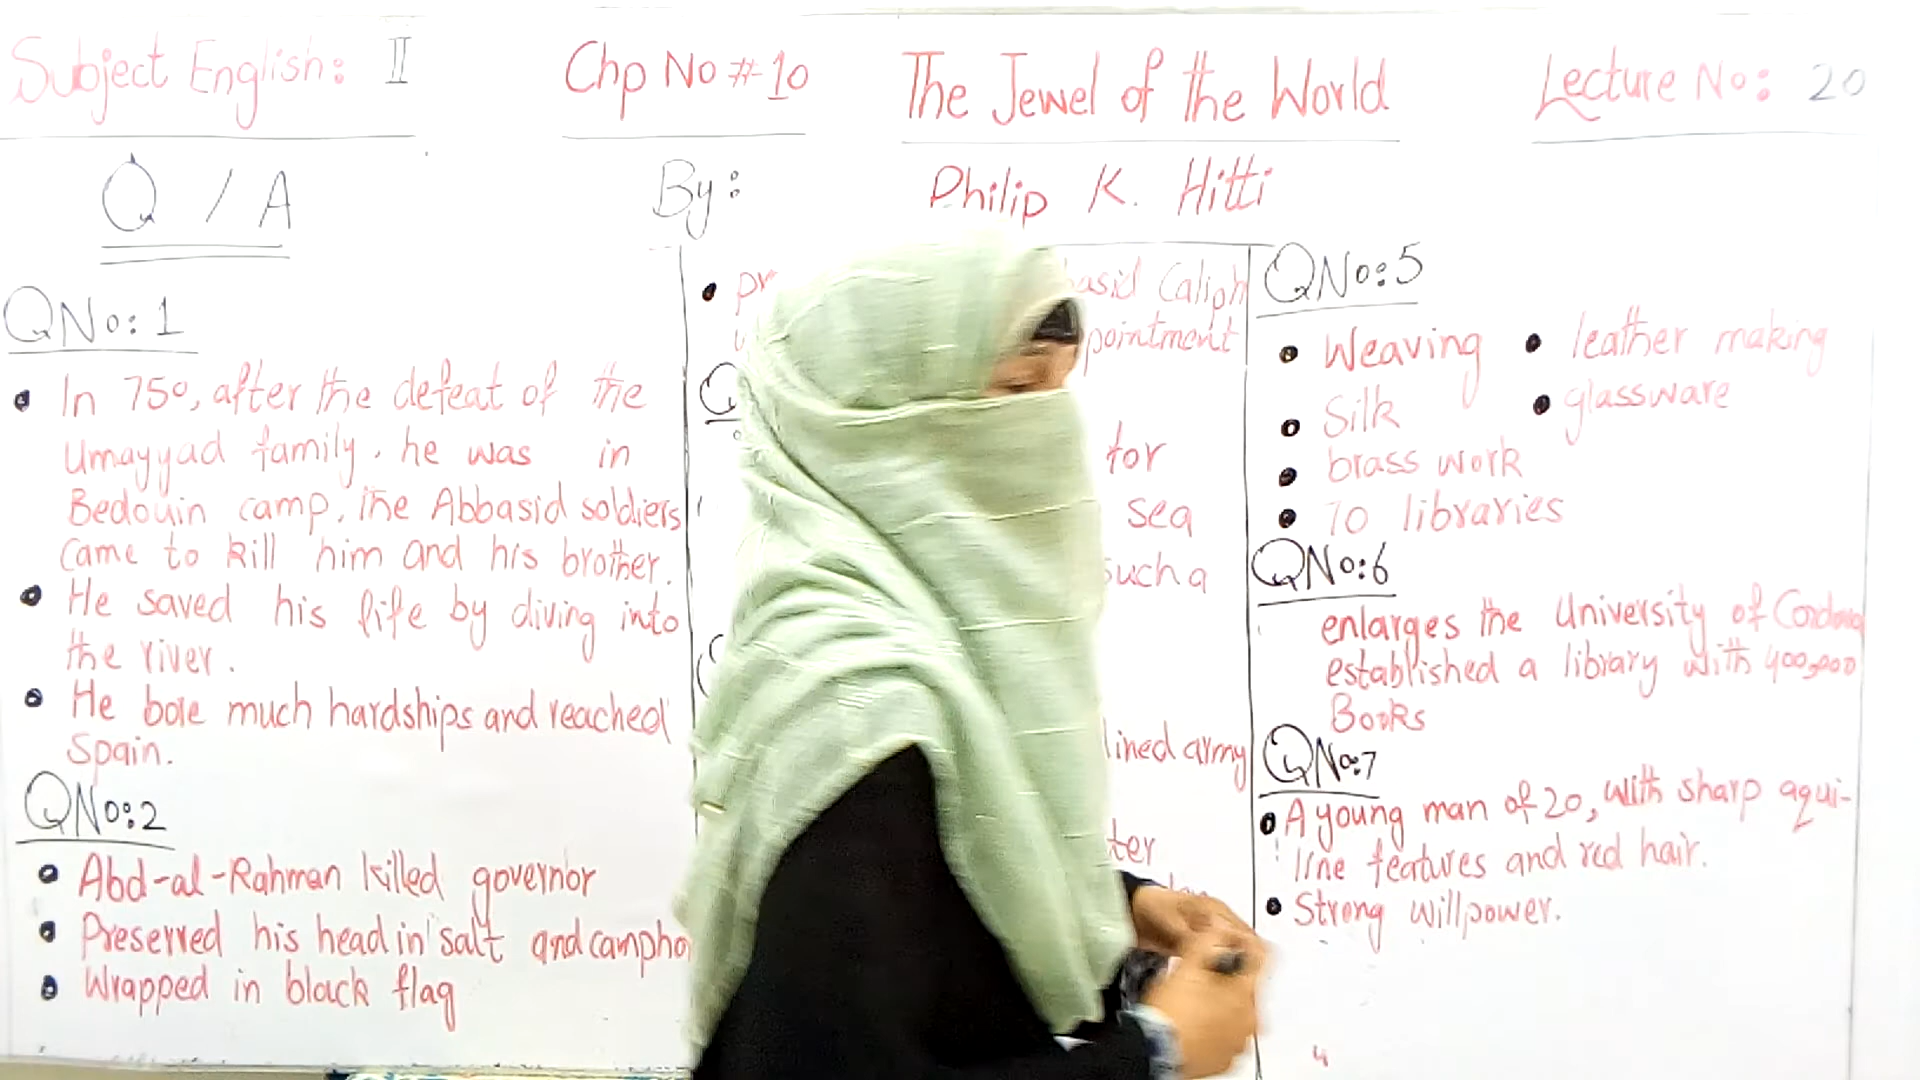 Subject English: II
Chp No # 10
The Jewel of the World
Lecture No: 20
Q / A
By:
Philip K. Hitti
QNo: 1
• In 750, after the defeat of the
Umayyad family, he was in
Bedouin camp, the Abbasid soldiers
came to kill him and his brother.
• He saved his life by diving into
the river.
• He bore much hardships and reached
Spain.
QNo:2
• Abd-al-Rahman killed governor
• Preserved his head in salt and campho
• Wrapped in black flag
• Caliph
for
sea
such a
army
QNo:5
• Weaving • leather making
• Silk • glassware
• brass work
• 70 libraries
QNo:6
enlarges the University of Cordova
established a library with 400,000
Books
QNo:7
• A young man of 20, with sharp aqui-
line features and red hair.
• Strong willpower.
4